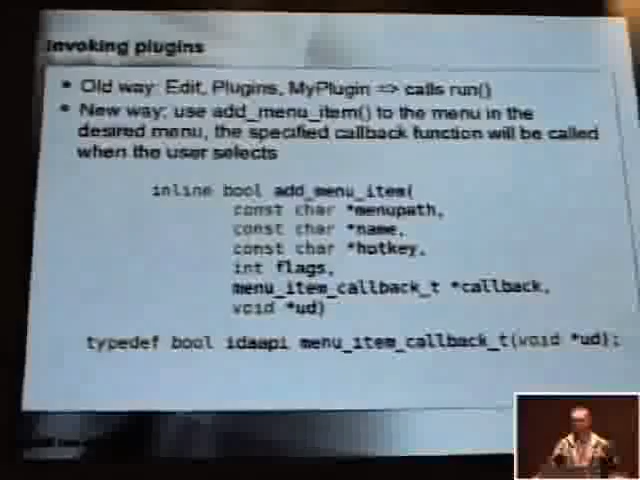 Invoking plugins
• Old way: Edit, Plugins, MyPlugin => calls run()
• New way: use add_menu_item() to the menu in the
desired menu, the specified callback function will be called
when the user selects
inline bool add_menu_item(
const char *menupath,
const char *name,
const char *hotkey,
int flags,
menu_item_callback_t *callback,
void *ud)
typedef bool idaapi menu_item_callback_t(void *ud);